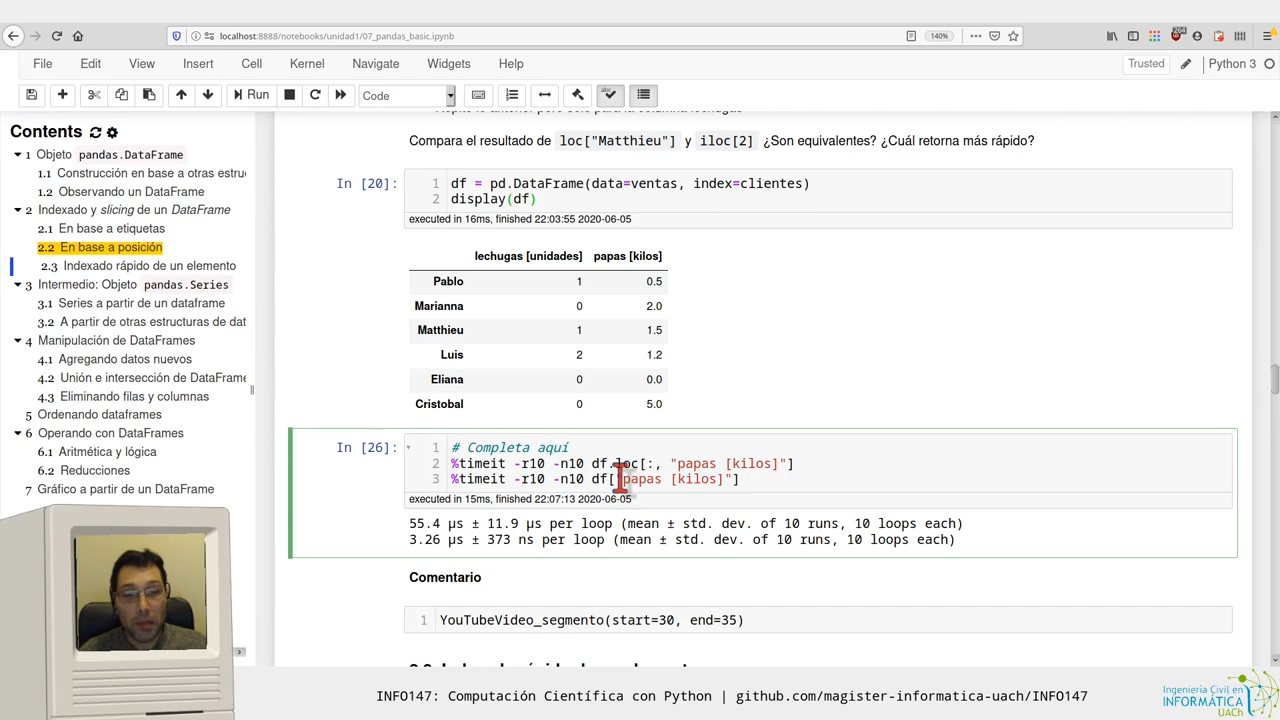 localhost:8888/notebooks/unidad1/07_pandas_basic.ipynb
140%
File Edit View Insert Cell Kernel Navigate Widgets Help
Trusted
Python 3
Run
Code
Contents
1 Objeto pandas.DataFrame
1.1 Construcción en base a otras estru
1.2 Observando un DataFrame
2 Indexado y slicing de un DataFrame
2.1 En base a etiquetas
2.2 En base a posición
2.3 Indexado rápido de un elemento
3 Intermedio: Objeto pandas.Series
3.1 Series a partir de un dataframe
3.2 A partir de otras estructuras de dat
4 Manipulación de DataFrames
4.1 Agregando datos nuevos
4.2 Unión e intersección de DataFrame
4.3 Eliminando filas y columnas
5 Ordenando dataframes
6 Operando con DataFrames
6.1 Aritmética y lógica
6.2 Reducciones
7 Gráfico a partir de un DataFrame
Compara el resultado de loc["Matthieu"] y iloc[2] ¿Son equivalentes? ¿Cuál retorna más rápido?
In [20]:
1 df = pd.DataFrame(data=ventas, index=clientes)
2 display(df)
executed in 16ms, finished 22:03:55 2020-06-05
lechugas [unidades] papas [kilos]
Pablo 1 0.5
Marianna 0 2.0
Matthieu 1 1.5
Luis 2 1.2
Eliana 0 0.0
Cristobal 0 5.0
In [26]:
1 # Completa aquí
2 %timeit -r10 -n10 df.loc[:, "papas [kilos]"]
3 %timeit -r10 -n10 df["papas [kilos]"]
executed in 15ms, finished 22:07:13 2020-06-05
55.4 µs ± 11.9 µs per loop (mean ± std. dev. of 10 runs, 10 loops each)
3.26 µs ± 373 ns per loop (mean ± std. dev. of 10 runs, 10 loops each)
Comentario
1 YouTubeVideo_segmento(start=30, end=35)
INFO147: Computación Científica con Python | github.com/magister-informatica-uach/INFO147
Ingeniería Civil en
INFORMÁTICA
UACh